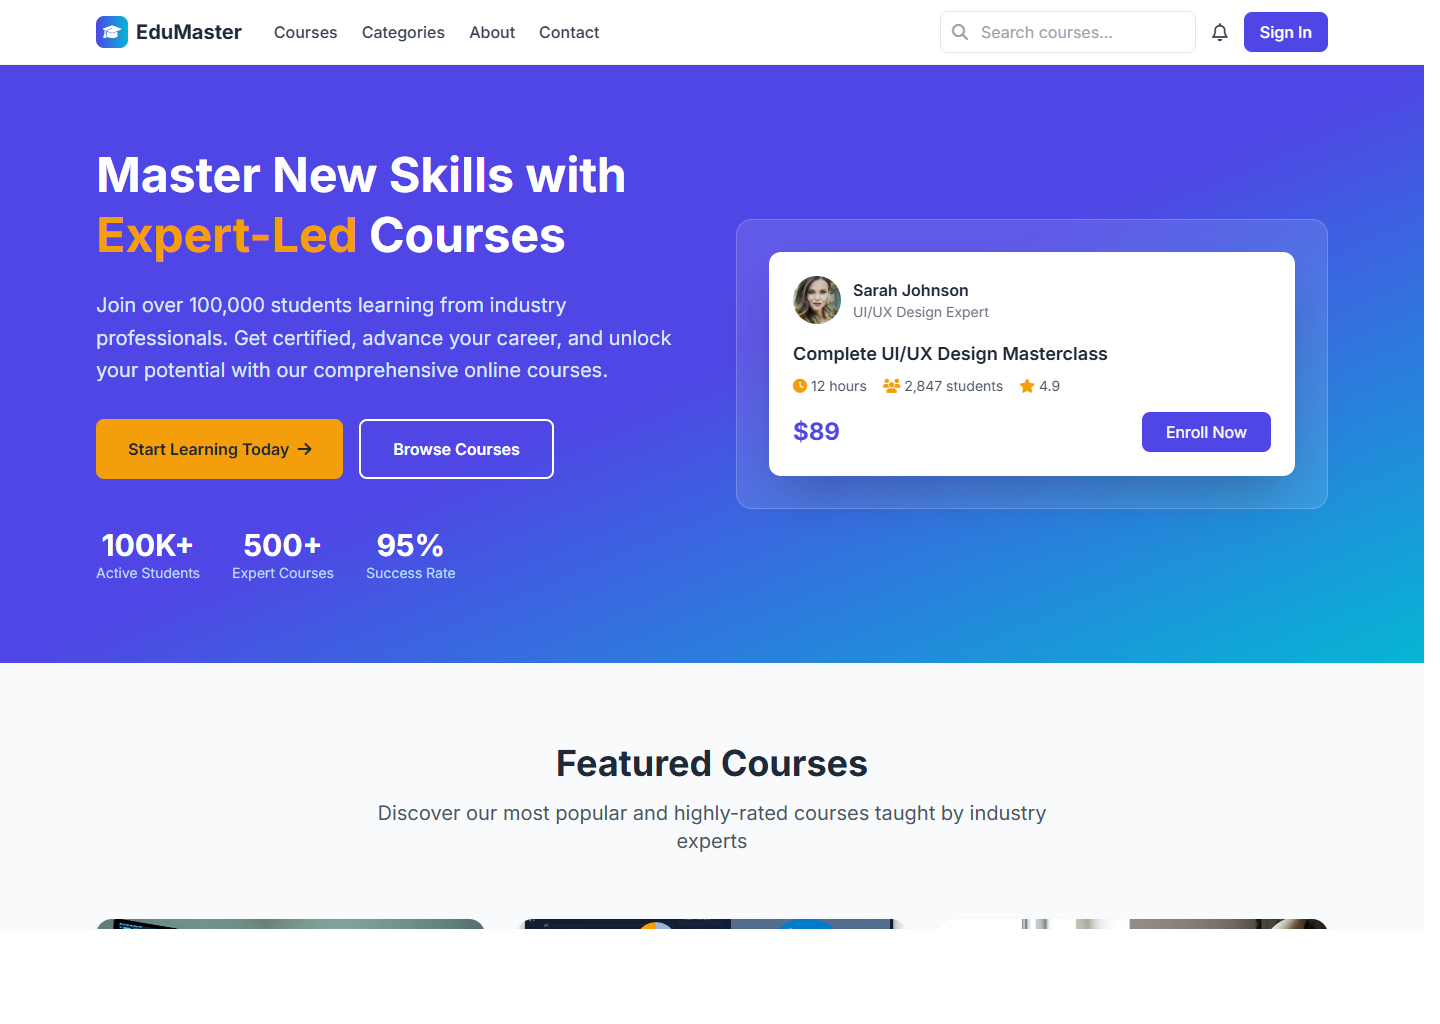 EduMaster
Courses
Categories
About
Contact
Search courses...
Sign In
Master New Skills with
Expert-Led Courses
Join over 100,000 students learning from industry
professionals. Get certified, advance your career, and unlock
your potential with our comprehensive online courses.
Start Learning Today
Browse Courses
100K+
Active Students
500+
Expert Courses
95%
Success Rate
Sarah Johnson
UI/UX Design Expert
Complete UI/UX Design Masterclass
12 hours
2,847 students
4.9
$89
Enroll Now
Featured Courses
Discover our most popular and highly-rated courses taught by industry
experts